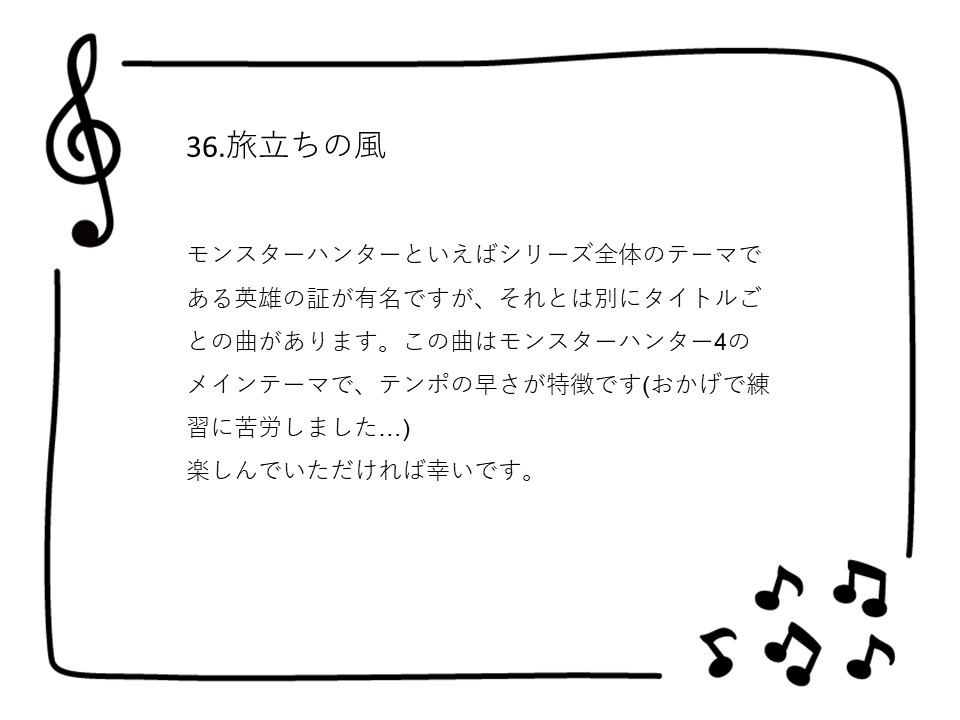 36.旅立ちの風
モンスターハンターといえばシリーズ全体のテーマで
ある英雄の証が有名ですが、それとは別にタイトルご
との曲があります。この曲はモンスターハンター4の
メインテーマで、テンポの早さが特徴です(おかげで練
習に苦労しました…)
楽しんでいただければ幸いです。